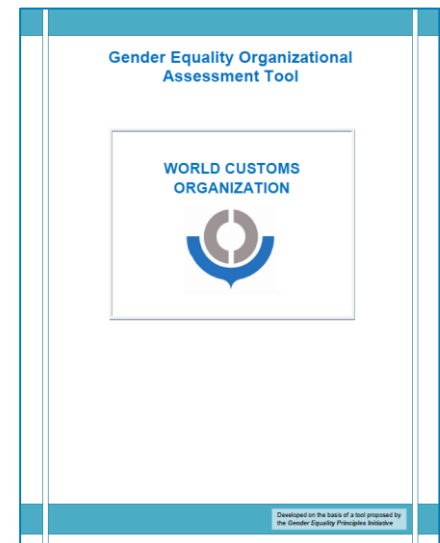 Gender Equality Organizational
Assessment Tool
WORLD CUSTOMS
ORGANIZATION
Developed on the basis of a tool proposed by
the Gender Equality Principles Initiative